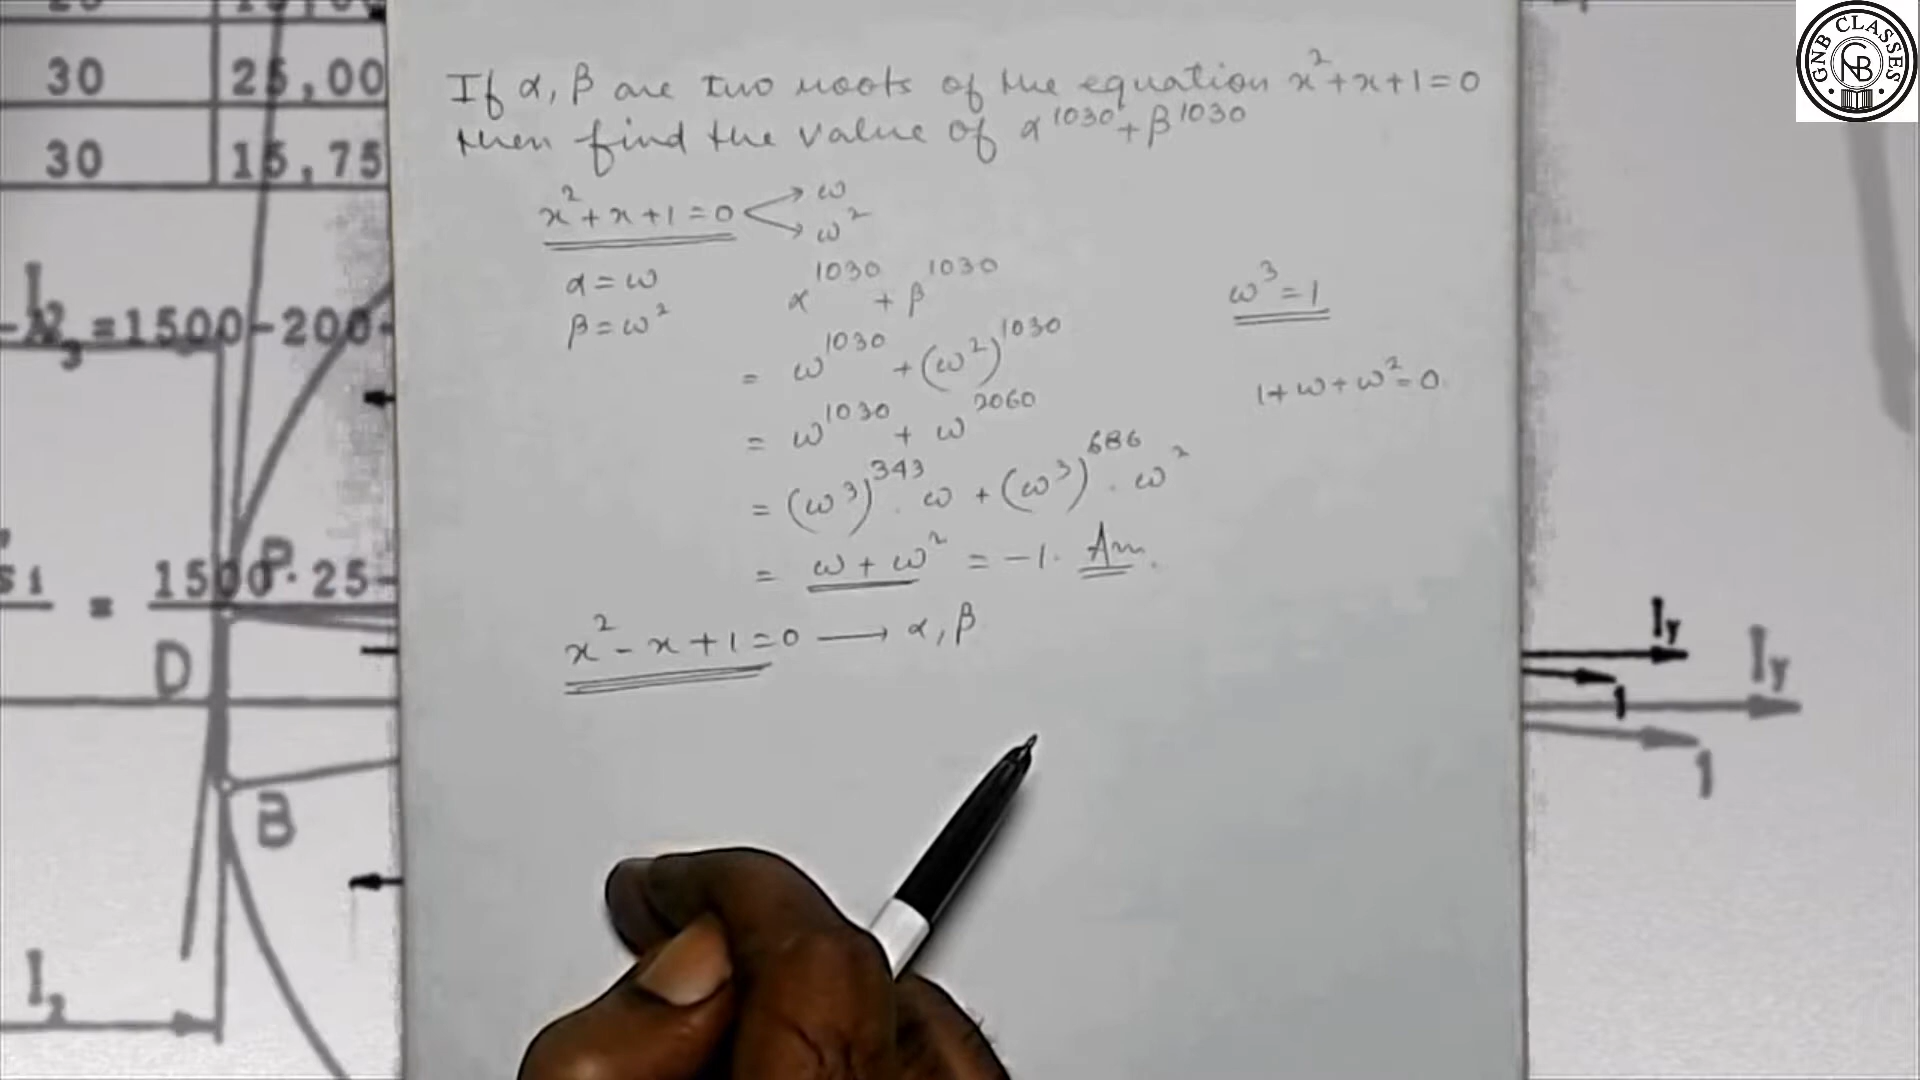 If α, β are two roots of the equation x²+x+1=0
then find the value of α¹⁰³⁰+β¹⁰³⁰
x²+x+1=0 → ω
→ ω²
α=ω
β=ω²
α¹⁰³⁰+β¹⁰³⁰
= ω¹⁰³⁰+(ω²)¹⁰³⁰
= ω¹⁰³⁰+ω²⁰⁶⁰
= (ω³)³⁴³.ω+(ω³)⁶⁸⁶.ω²
= ω+ω² = -1. Ans.
ω³=1
1+ω+ω²=0.
x²-x+1=0 → α, β
GNB CLASSES
GNB
30 25,00
30 15,75
=1500-200
= 1500·25-
P
D
B
I₂
Iy
Iy
1
1